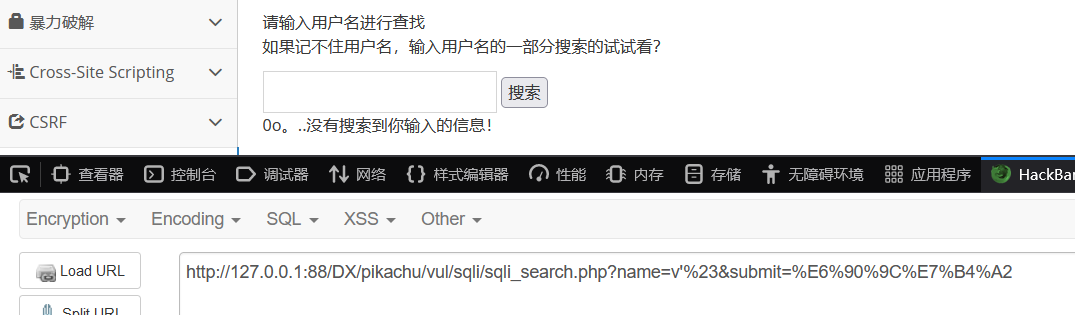 暴力破解
Cross-Site Scripting
CSRF
请输入用户名进行查找
如果记不住用户名，输入用户名的一部分搜索的试试看?
搜索
0o。..没有搜索到你输入的信息!
查看器 控制台 调试器 网络 样式编辑器 性能 内存 存储 无障碍环境 应用程序 HackBar
Encryption Encoding SQL XSS Other
Load URL
http://127.0.0.1:88/DX/pikachu/vul/sqli/sqli_search.php?name=v'%23&submit=%E6%90%9C%E7%B4%A2
Split URL